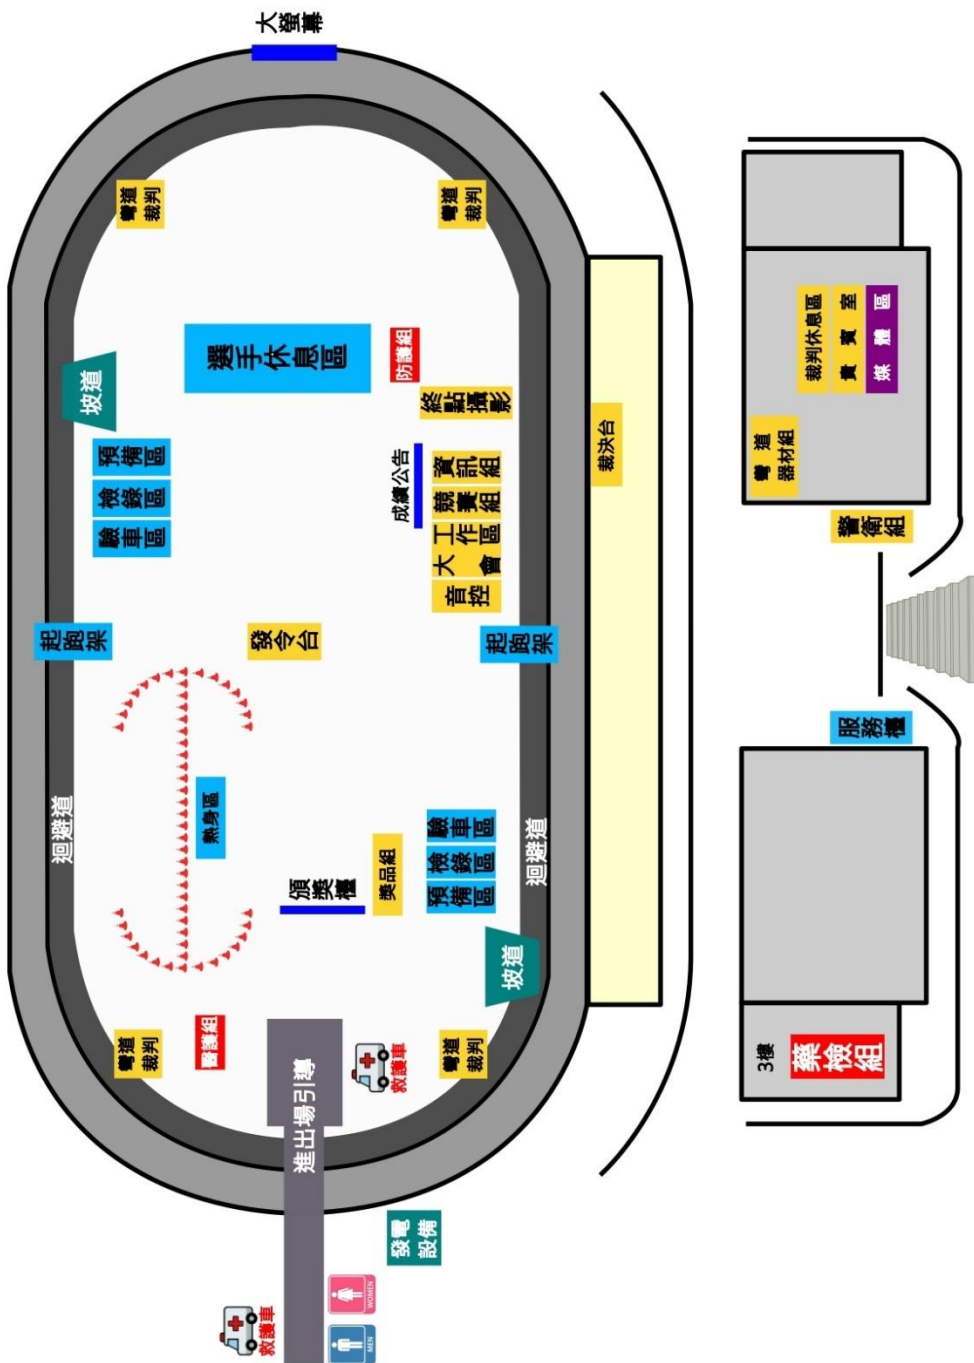 大螢幕
彎道
裁判
彎道
裁判
坡道
選手休息區
防護組
終點攝影
預備區
檢錄區
驗車區
成績公告
資訊組
競賽組
大會
工作區
音控
裁決台
起跑架
發令台
起跑架
迴避道
熱身區
頒獎檯
獎品組
驗車區
檢錄區
預備區
迴避道
坡道
彎道
裁判
醫護組
進出場引導
救護車
彎道
裁判
發電
設備
救護車
WOMEN
MEN
裁判休息區
貴賓室
媒體區
彎道
器材組
警衛組
服務檯
3樓
藥檢組